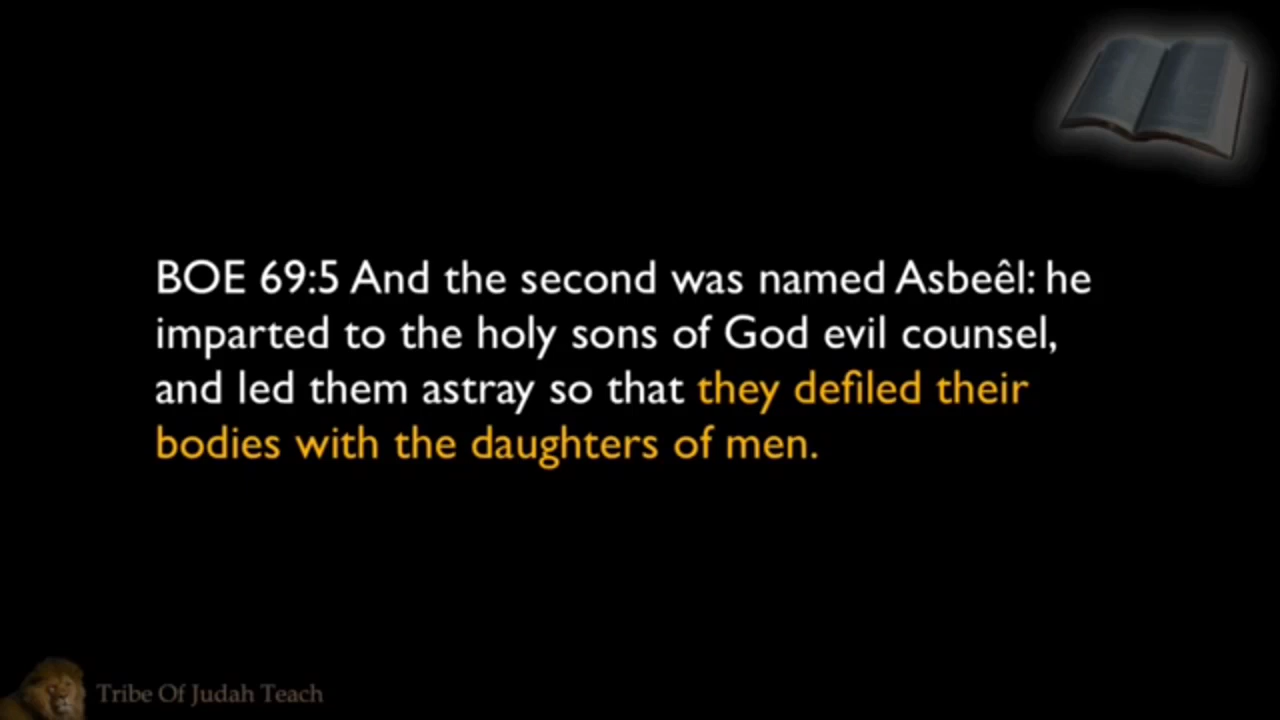 BOE 69:5 And the second was named Asbeêl: he
imparted to the holy sons of God evil counsel,
and led them astray so that they defiled their
bodies with the daughters of men.
Tribe Of Judah Teach